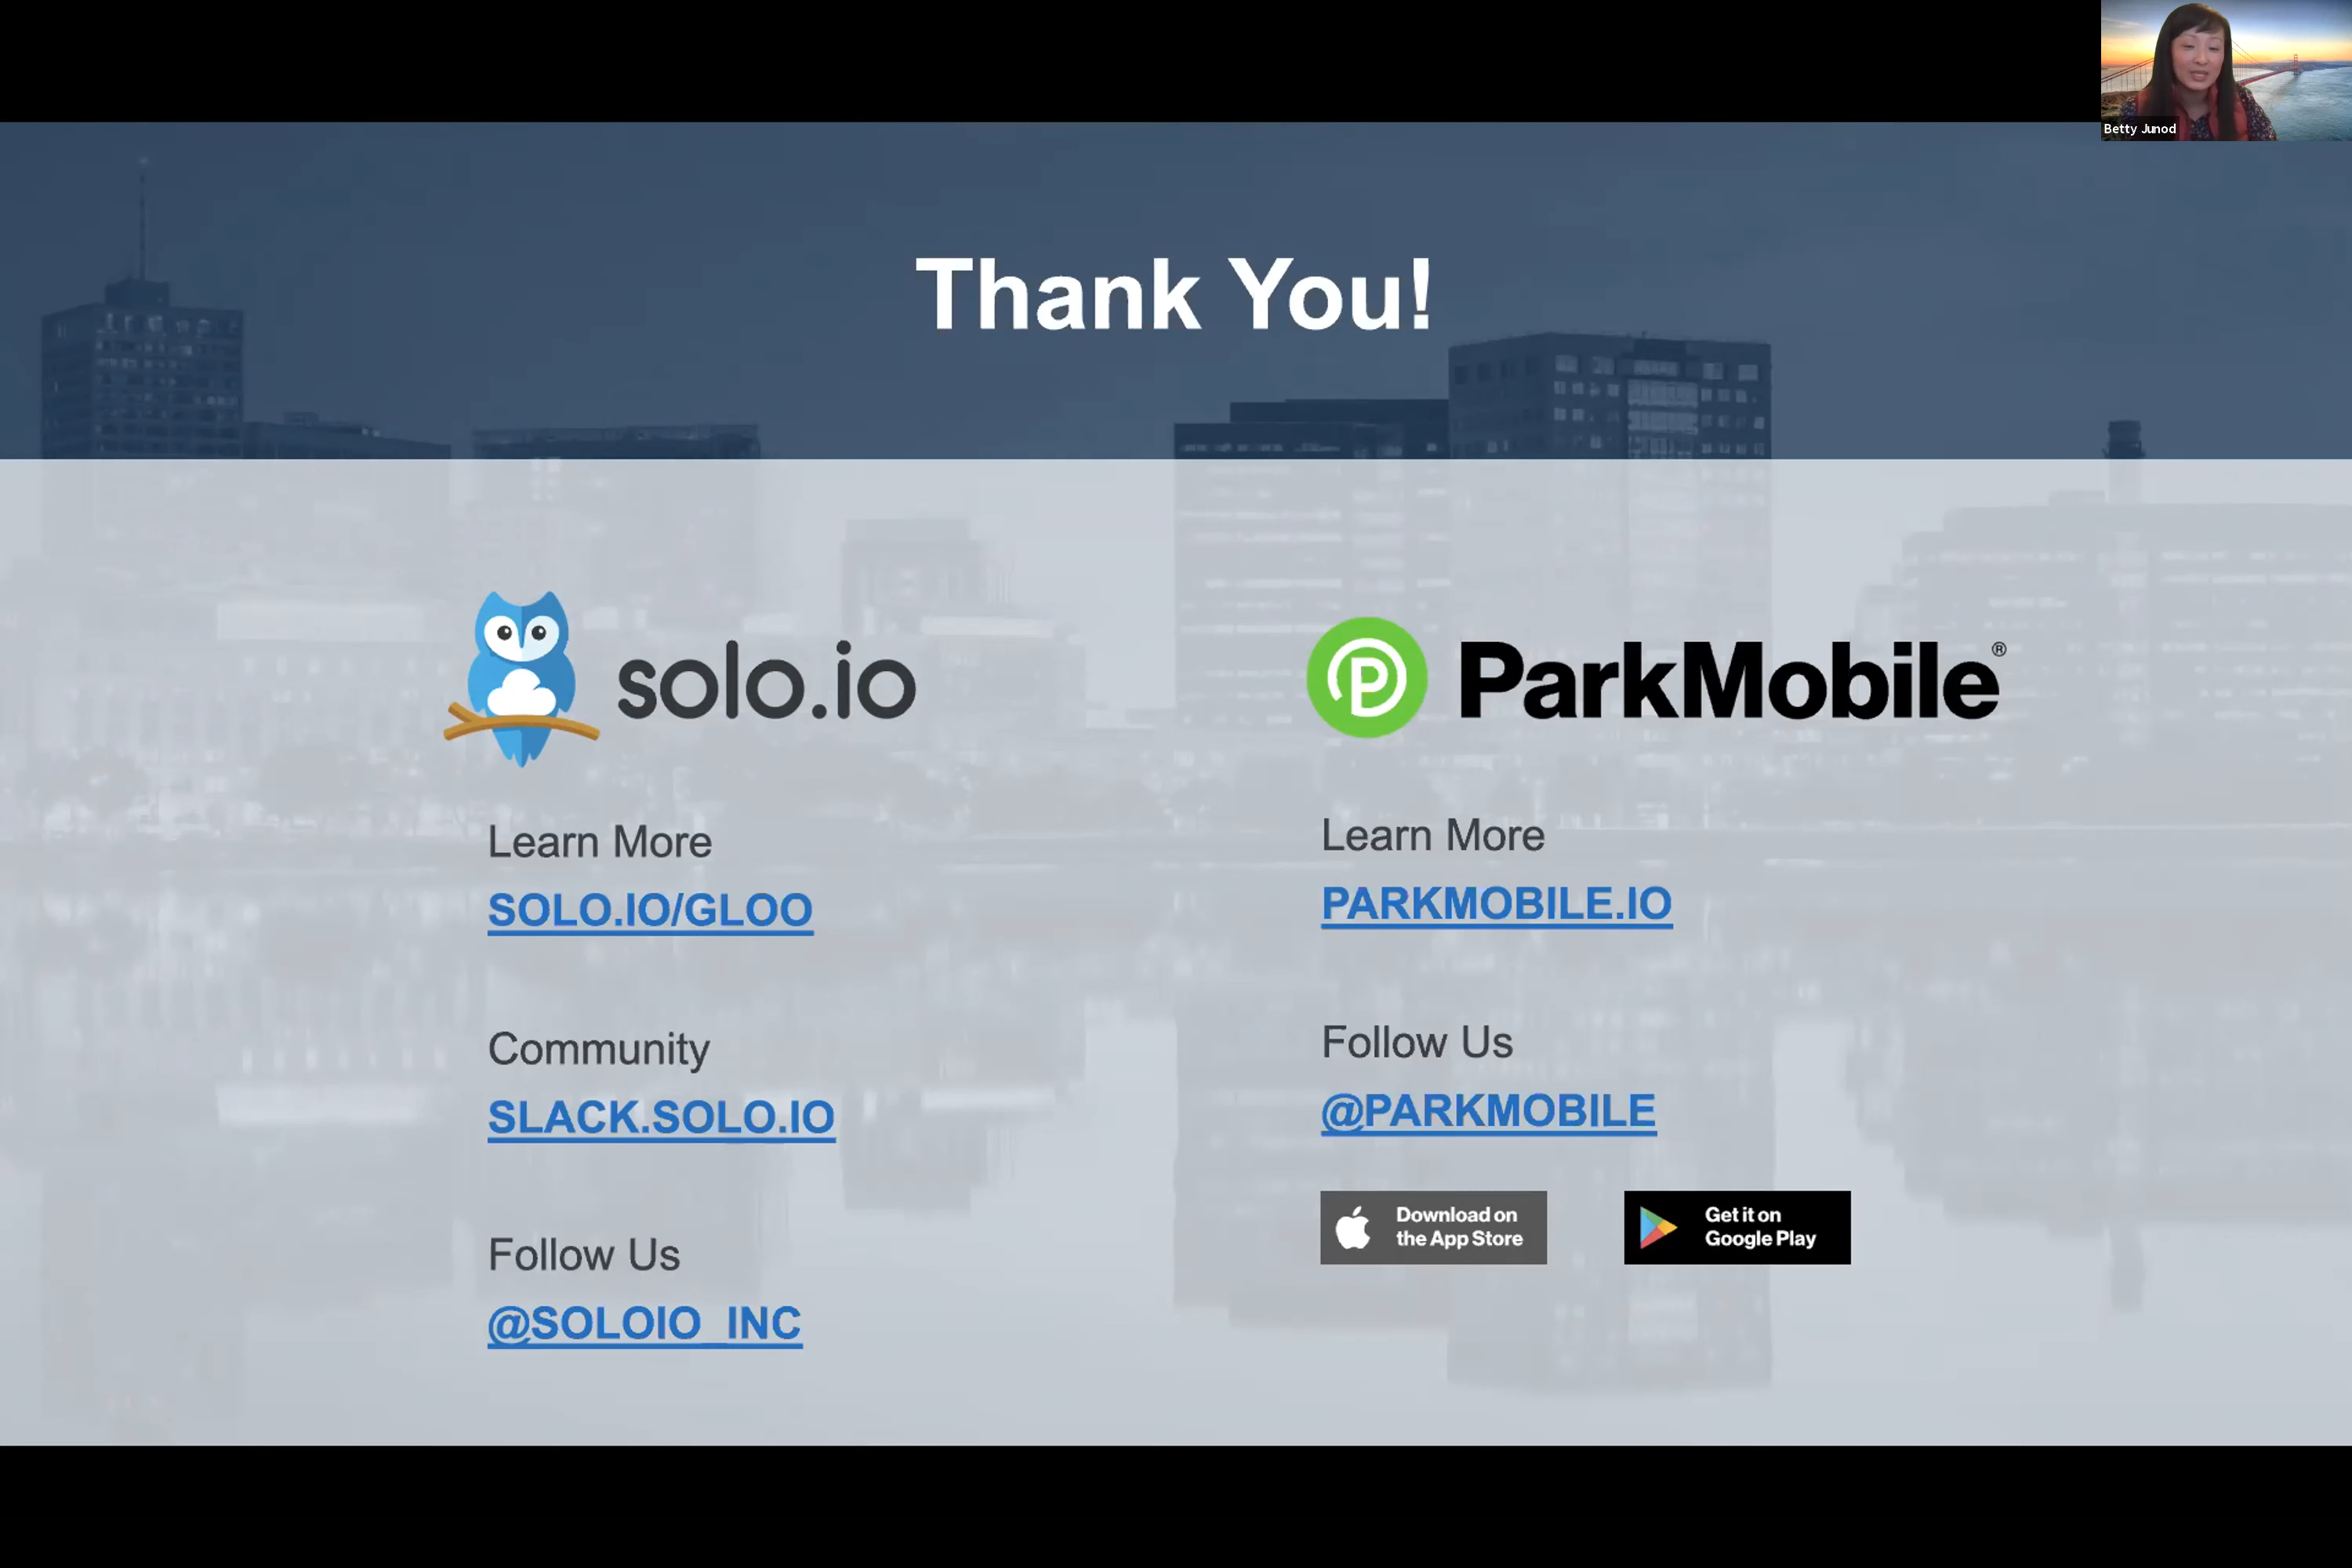 Betty Junod
Thank You!
solo.io
Learn More
SOLO.IO/GLOO
Community
SLACK.SOLO.IO
Follow Us
@SOLOIO_INC
ParkMobile®
Learn More
PARKMOBILE.IO
Follow Us
@PARKMOBILE
Download on
the App Store
Get it on
Google Play